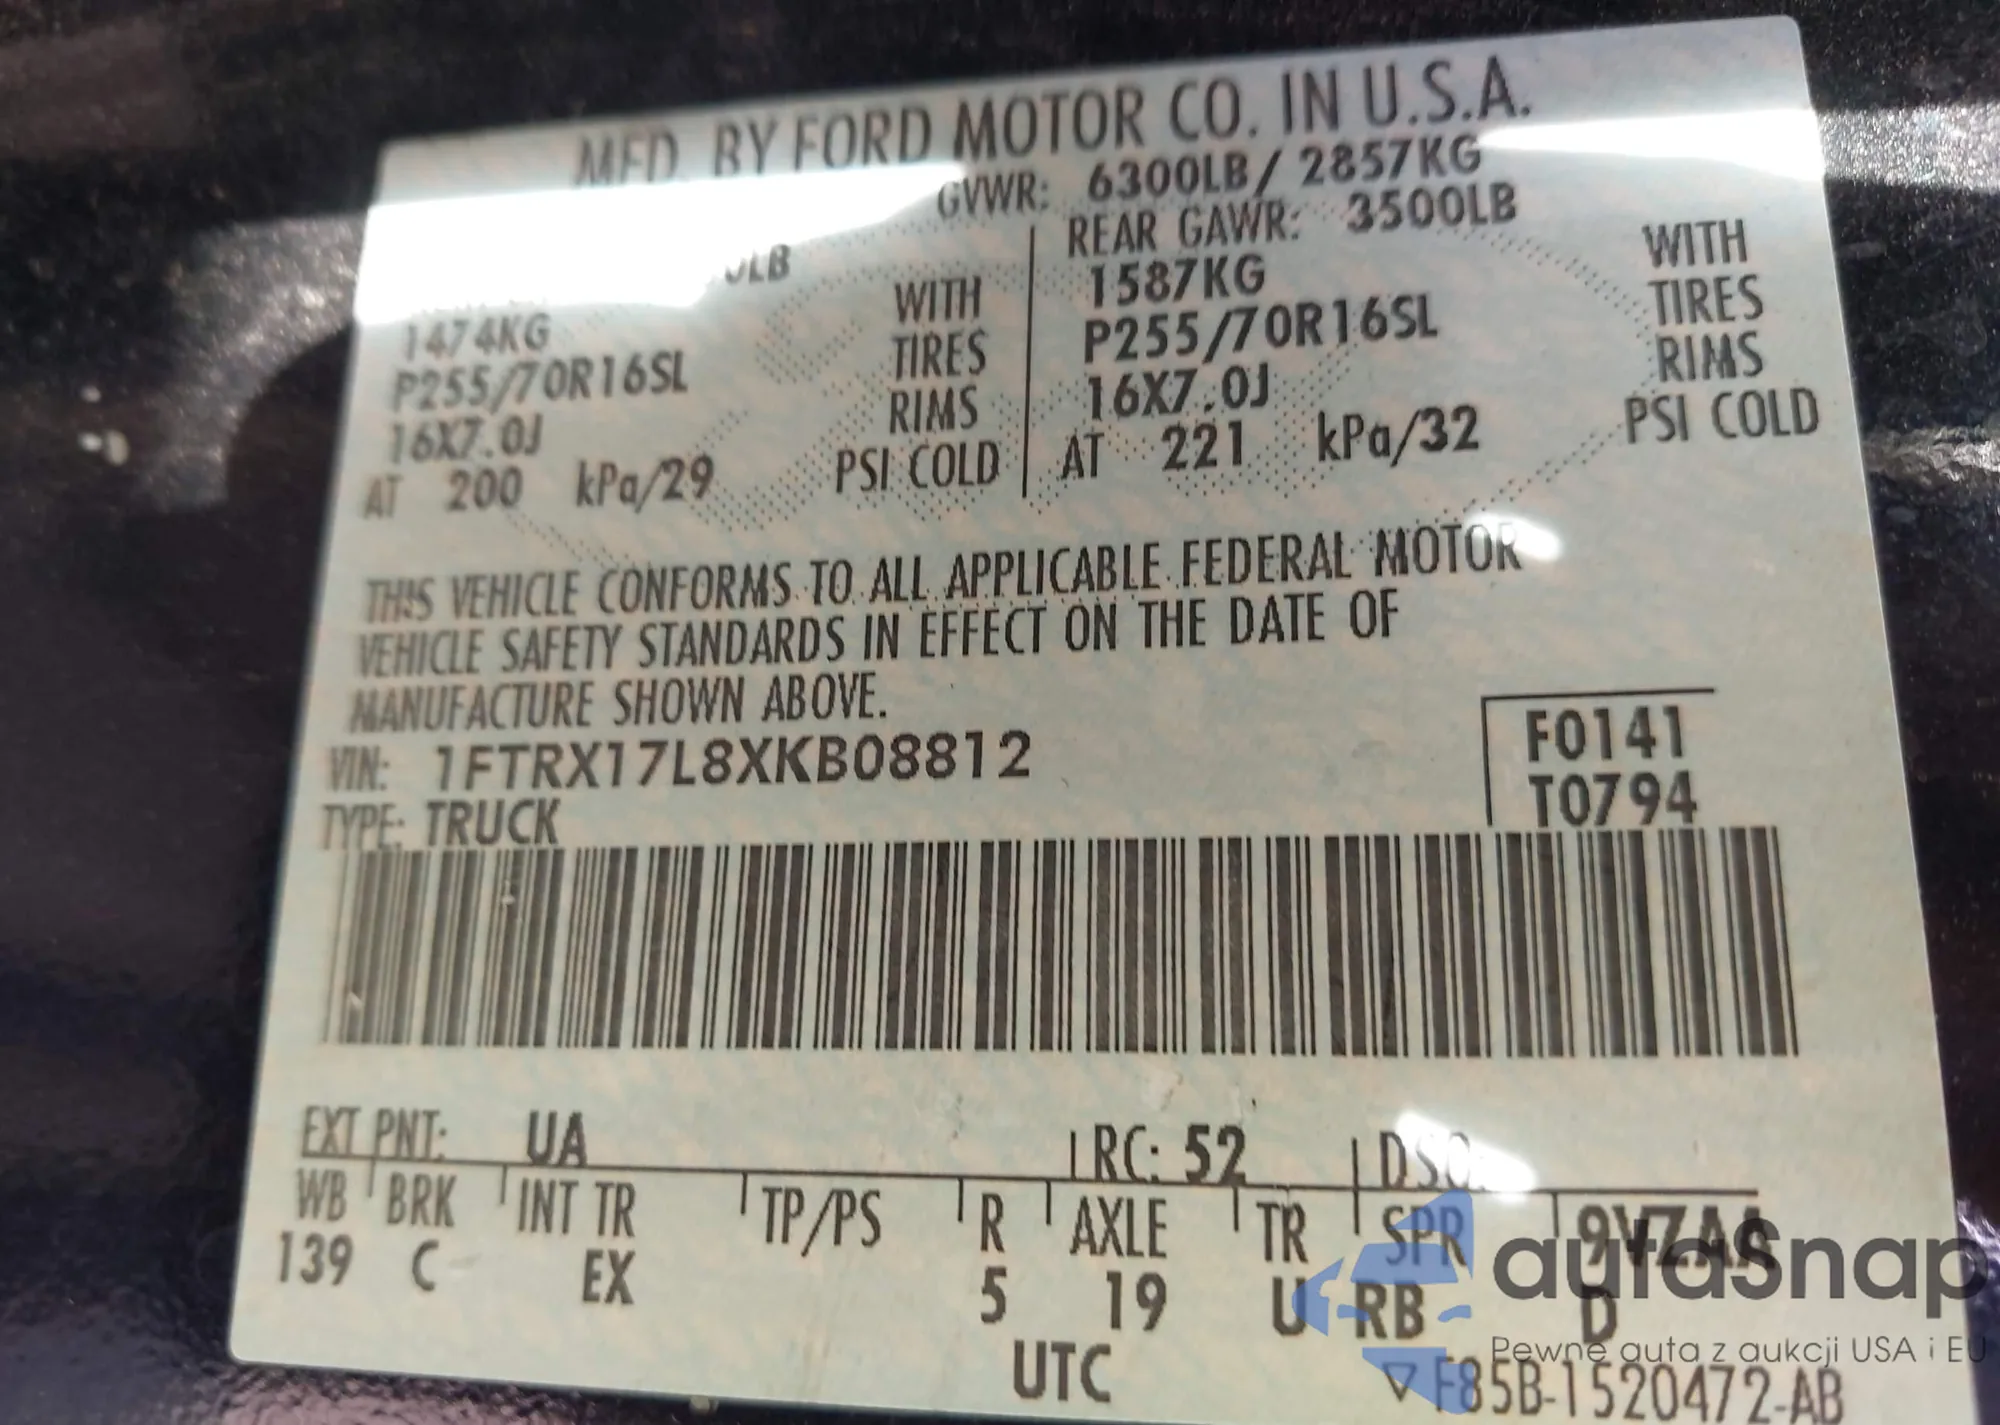 MFD. BY FORD MOTOR CO. IN U.S.A.
GVWR: 6300LB/ 2857KG
0LB
REAR GAWR: 3500LB
1474KG WITH
1587KG WITH
P255/70R16SL TIRES
P255/70R16SL TIRES
16X7.0J RIMS
16X7.0J RIMS
AT 200 kPa/29 PSI COLD
AT 221 kPa/32 PSI COLD
THIS VEHICLE CONFORMS TO ALL APPLICABLE FEDERAL MOTOR
VEHICLE SAFETY STANDARDS IN EFFECT ON THE DATE OF
MANUFACTURE SHOWN ABOVE.
VIN: 1FTRX17L8XKB08812
F0141
TYPE: TRUCK
T0794
EXT PNT: UA RC: 52 DSO:
WB BRK INT TR TP/PS R AXLE TR SPR 9VZAA
139 C EX 5 19 U RB D
UTC
▽ F85B-1520472-AB
autaSnap
Pewne auta z aukcji USA i EU